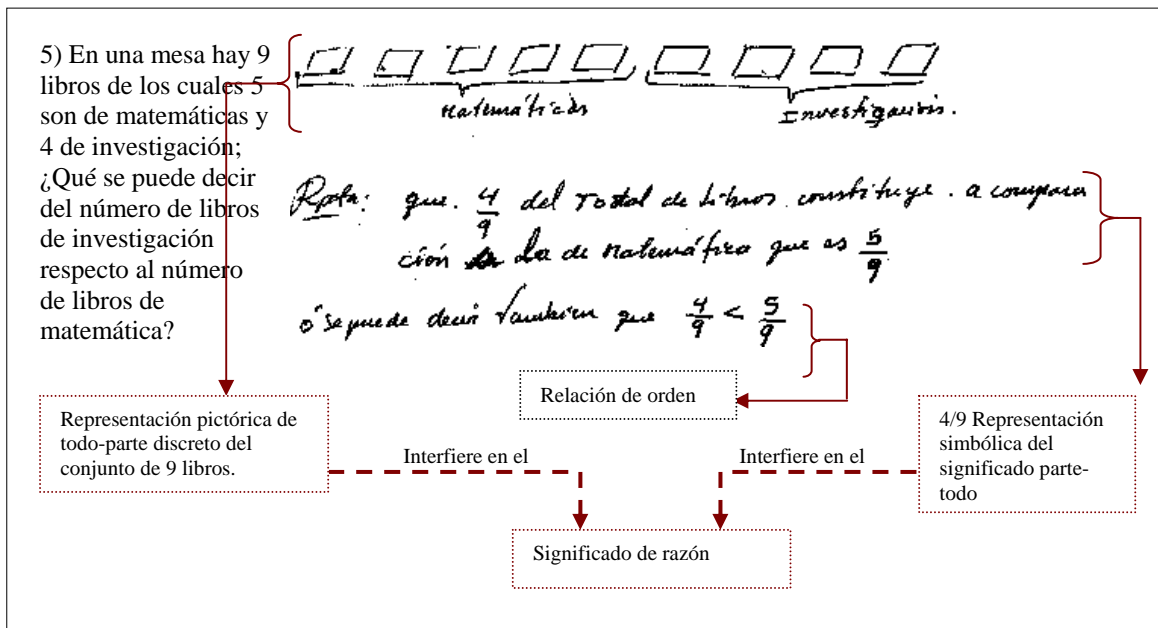 5) En una mesa hay 9
libros de los cuales 5
son de matemáticas y
4 de investigación;
¿Qué se puede decir
del número de libros
de investigación
respecto al número
de libros de
matemática?
Matemáticas
Investigación.
Rpta: que. 4/9 del Total de Libros constituye. a compara
ción la de Matemática que es 5/9
ó se puede decir También que 4/9 < 5/9
Relación de orden
Representación pictórica de
todo-parte discreto del
conjunto de 9 libros.
4/9 Representación
simbólica del
significado parte-
todo
Interfiere en el
Interfiere en el
Significado de razón